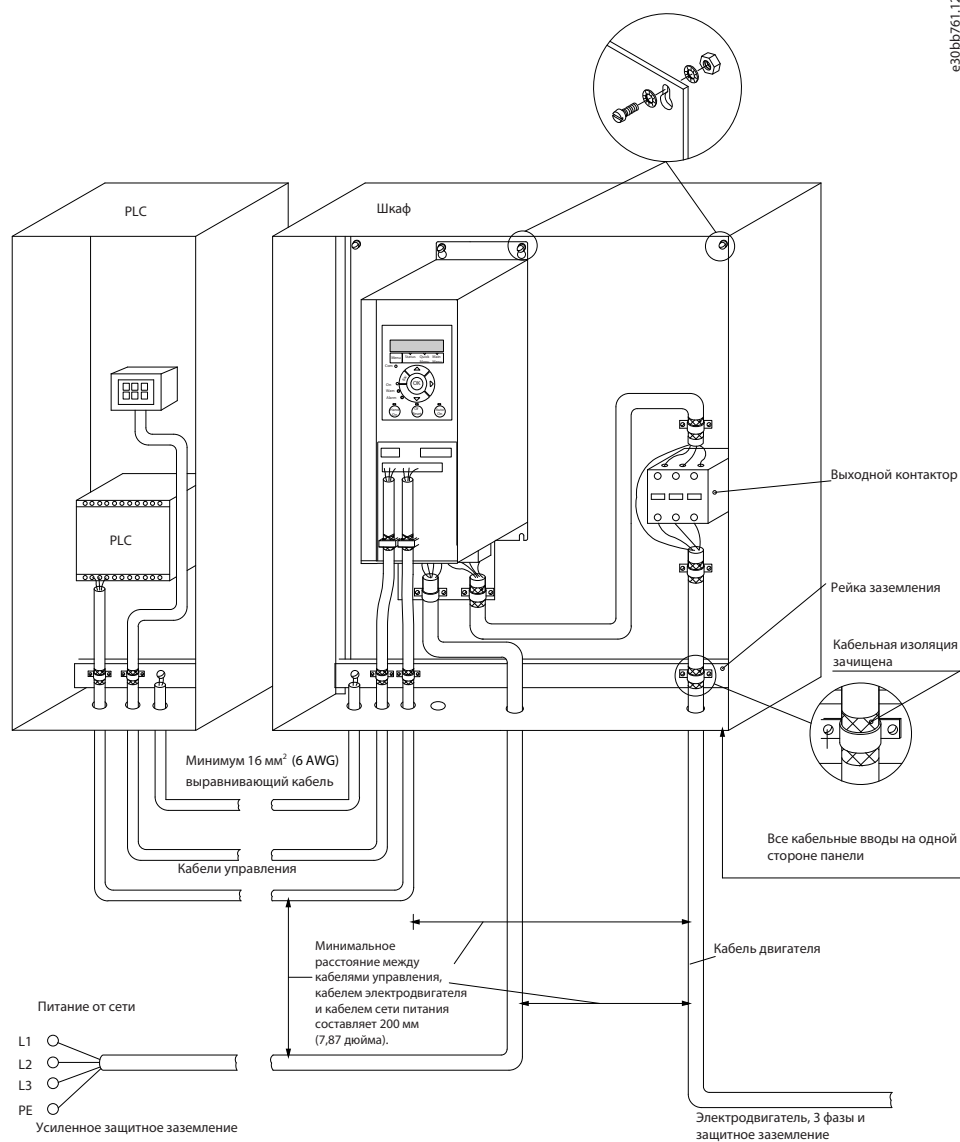 e30bb761.12
PLC
Шкаф
PLC
OK
Выходной контактор
Рейка заземления
Кабельная изоляция
зачищена
Минимум 16 мм² (6 AWG)
выравнивающий кабель
Все кабельные вводы на одной
стороне панели
Кабели управления
Минимальное
расстояние между
кабелями управления,
кабелем электродвигателя
и кабелем сети питания
составляет 200 мм
(7,87 дюйма).
Кабель двигателя
Питание от сети
L1
L2
L3
PE
Усиленное защитное заземление
Электродвигатель, 3 фазы и
защитное заземление